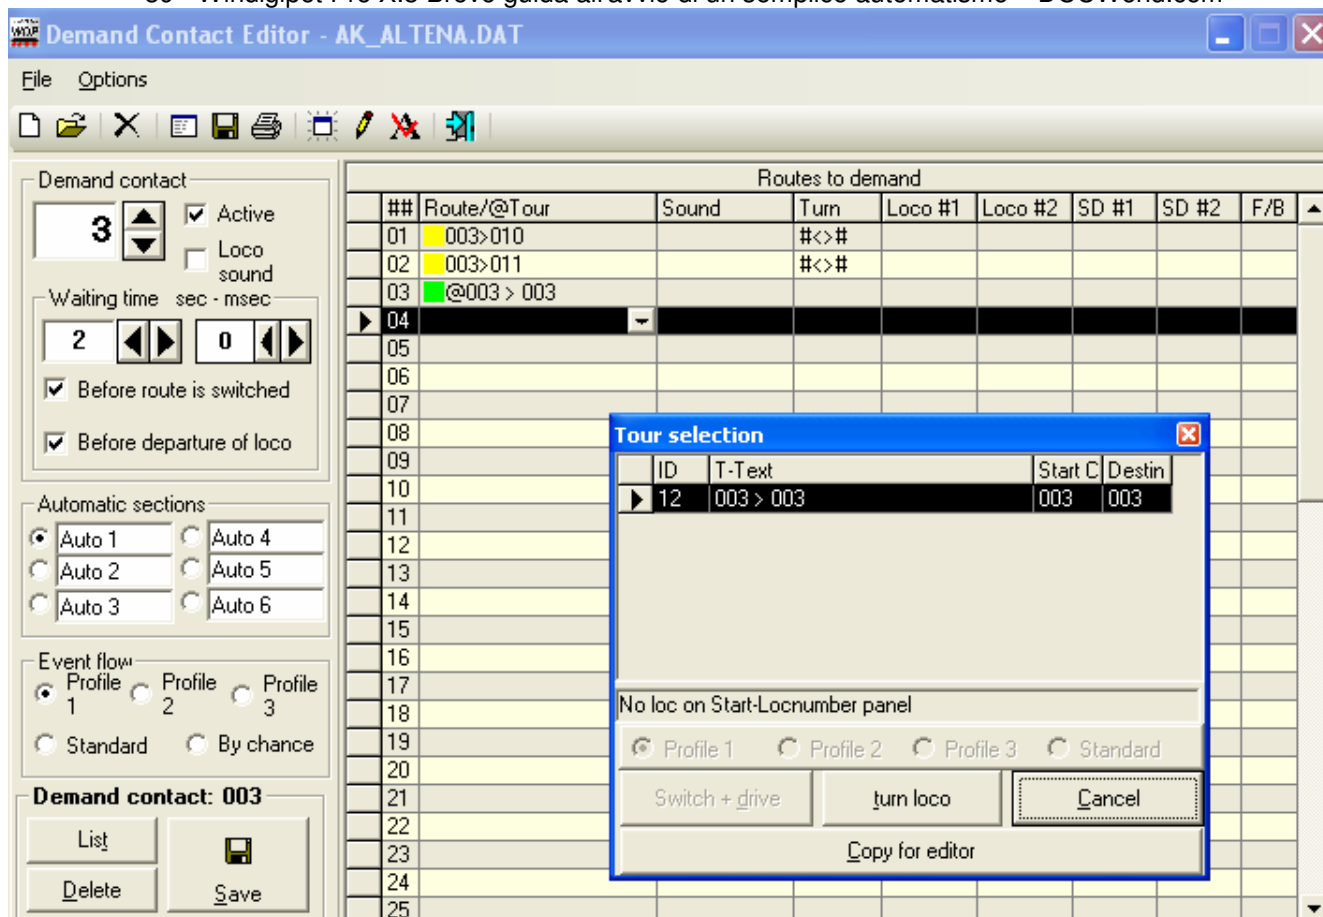 Demand Contact Editor - AK_ALTENA.DAT
File Options
Demand contact
3
Active
Loco
sound
Waiting time sec - msec
2 0
Before route is switched
Before departure of loco
Automatic sections
Auto 1 Auto 4
Auto 2 Auto 5
Auto 3 Auto 6
Event flow
Profile 1 Profile 2 Profile 3
Standard By chance
Demand contact: 003
List
Delete Save
Routes to demand
## Route/@Tour Sound Turn Loco #1 Loco #2 SD #1 SD #2 F/B
01 003>010 #<>#
02 003>011 #<>#
03 @003 > 003
04
05
06
07
08
09
10
11
12
13
14
15
16
17
18
19
20
21
22
23
24
25
Tour selection
ID T-Text Start C Destin
12 003 > 003 003 003
No loc on Start-Locnumber panel
Profile 1 Profile 2 Profile 3 Standard
Switch + drive turn loco Cancel
Copy for editor